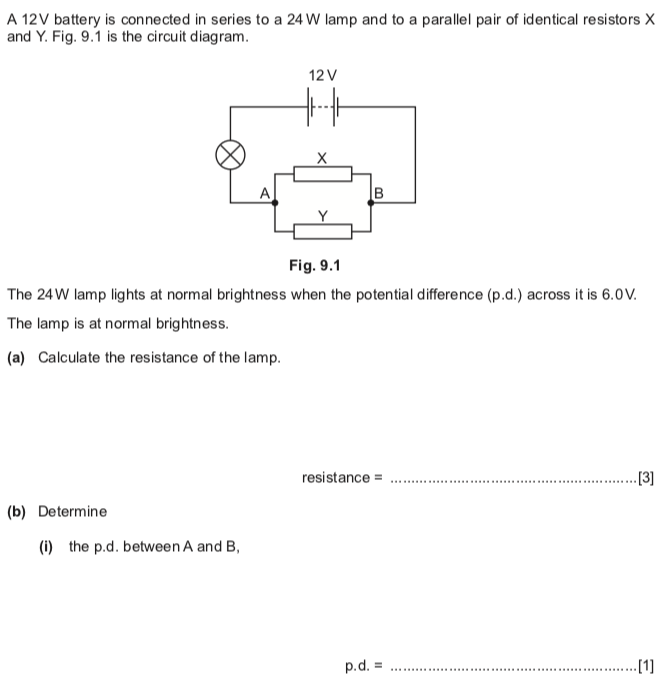 A 12V battery is connected in series to a 24 W lamp and to a parallel pair of identical resistors X
and Y. Fig. 9.1 is the circuit diagram.
12 V
X
A
B
Y
Fig. 9.1
The 24 W lamp lights at normal brightness when the potential difference (p.d.) across it is 6.0 V.
The lamp is at normal brightness.
(a) Calculate the resistance of the lamp.
resistance = ...........................................................[3]
(b) Determine
(i) the p.d. between A and B,
p.d. = ...........................................................[1]